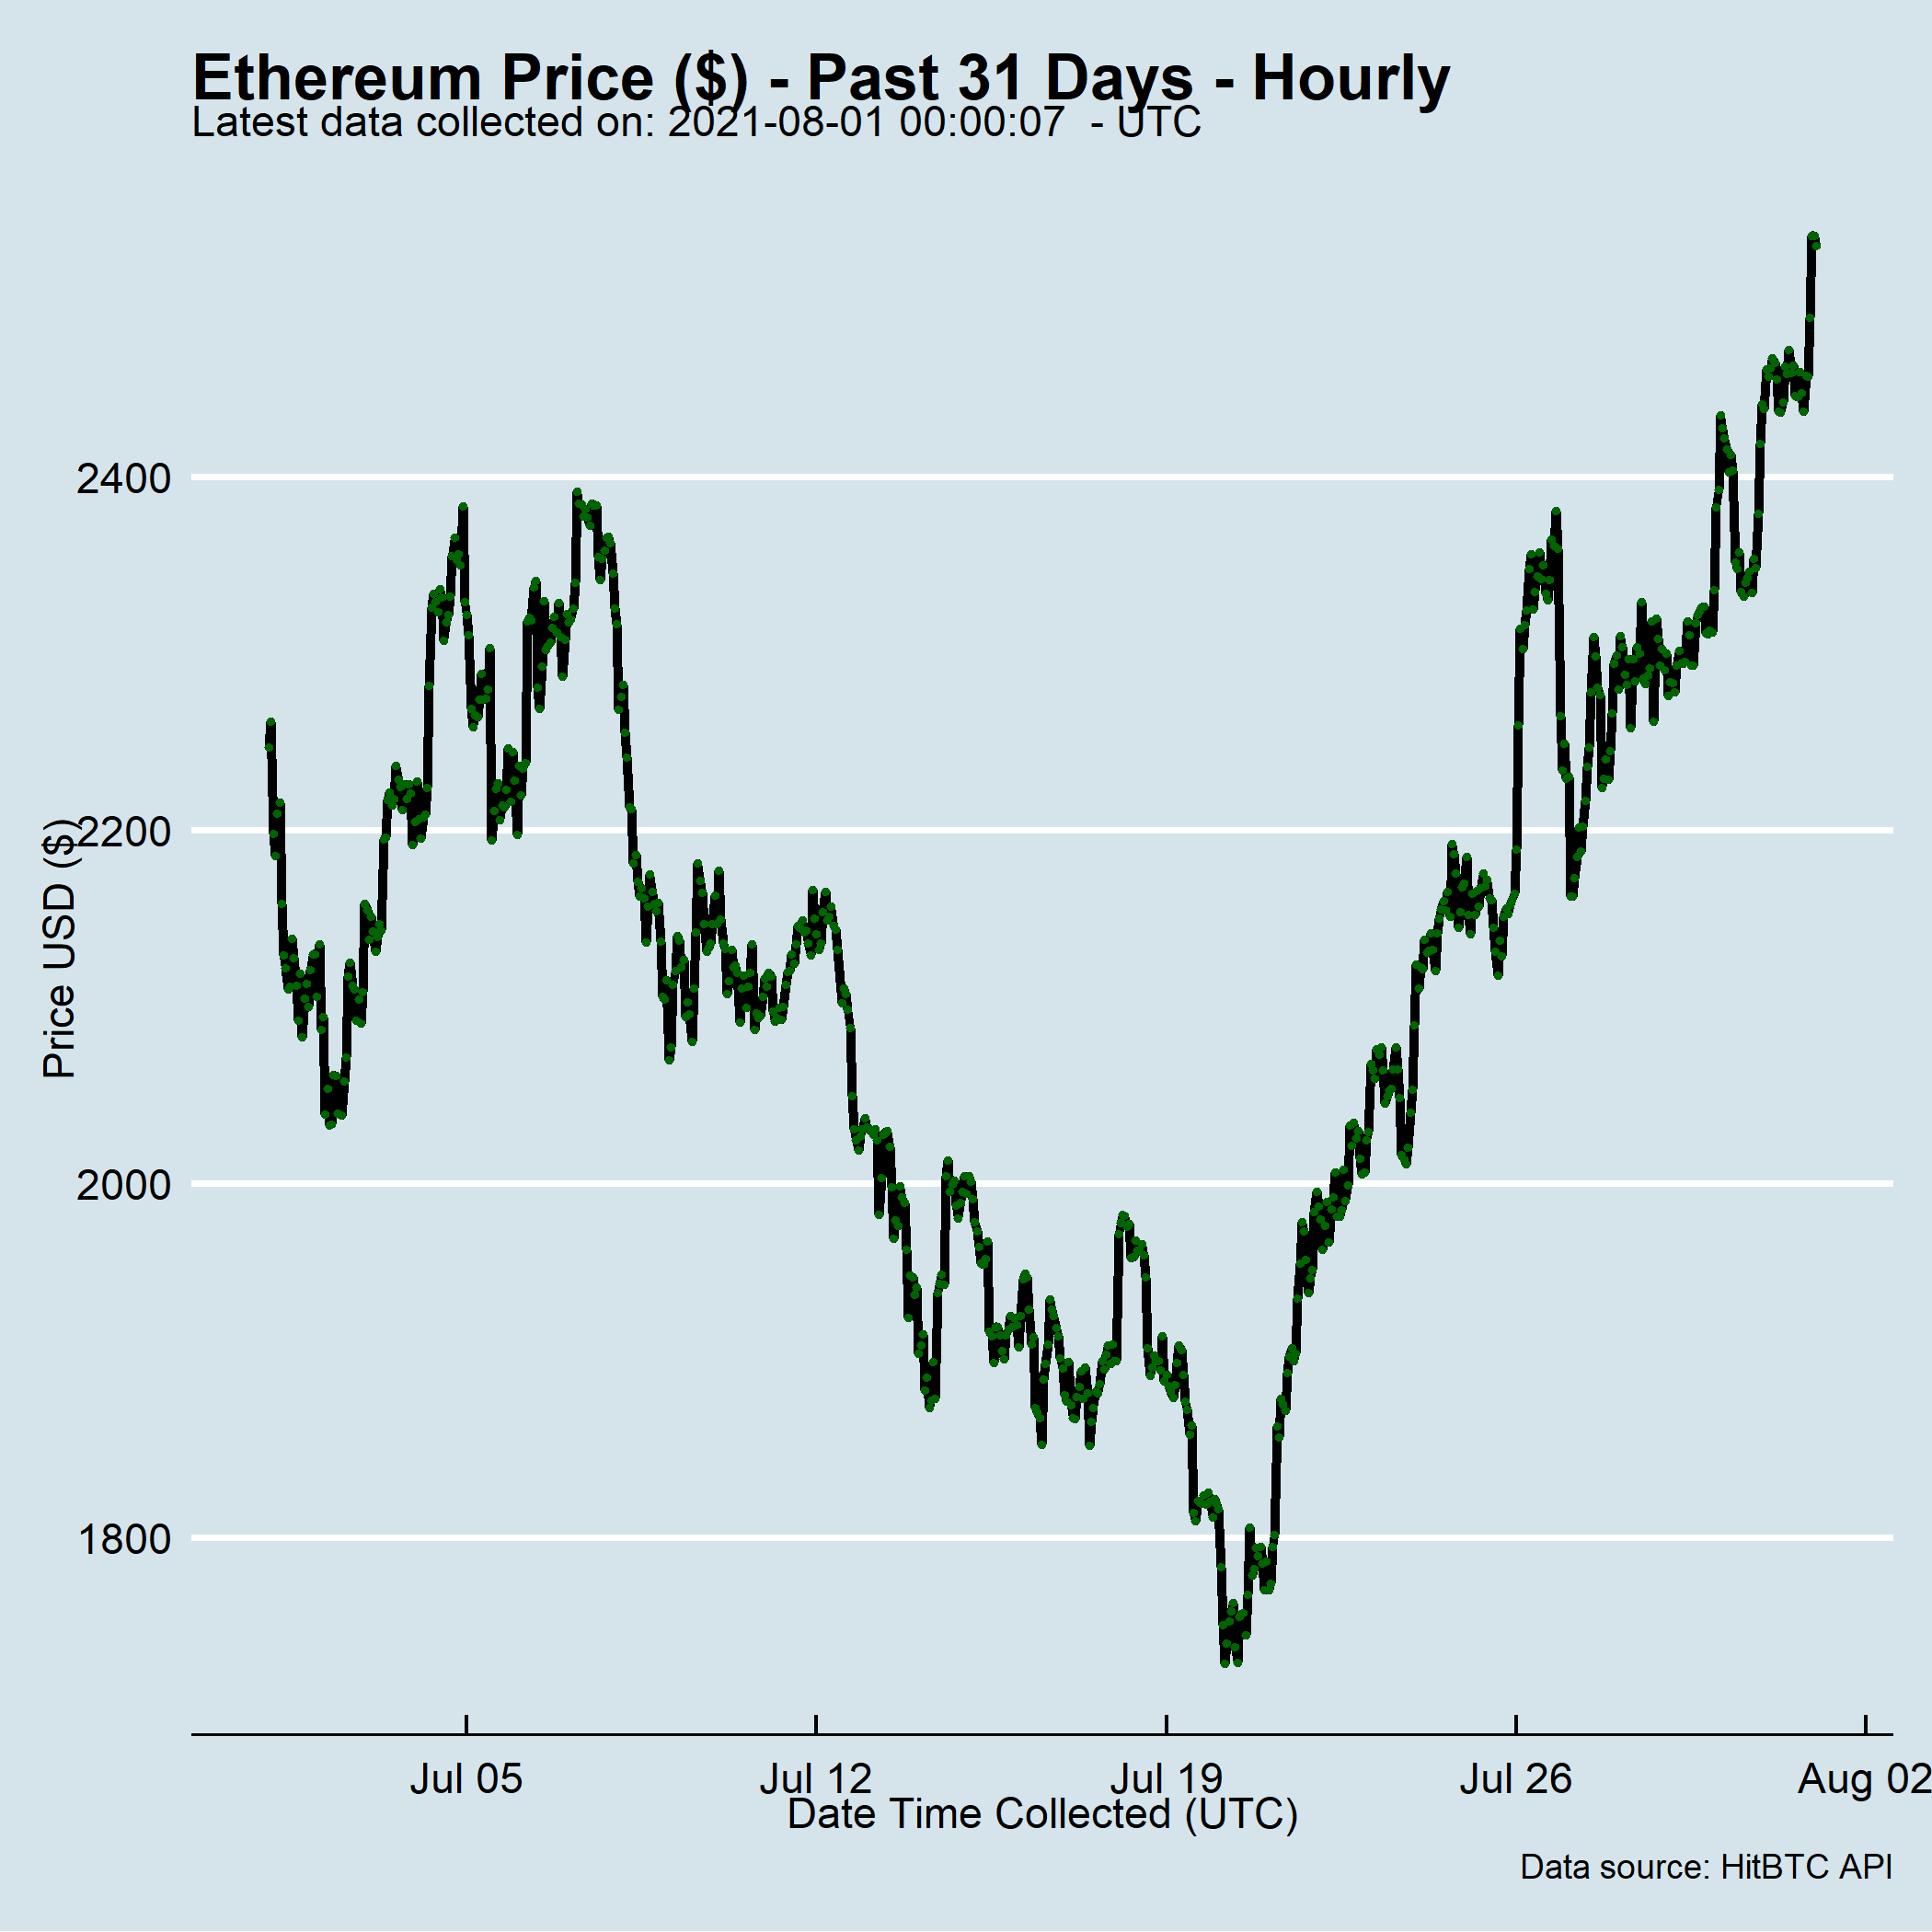 Ethereum Price ($) - Past 31 Days - Hourly
Latest data collected on: 2021-08-01 00:00:07  - UTC
2400
2200
2000
1800
Price USD ($)
Jul 05
Jul 12
Jul 19
Jul 26
Aug 02
Date Time Collected (UTC)
Data source: HitBTC API